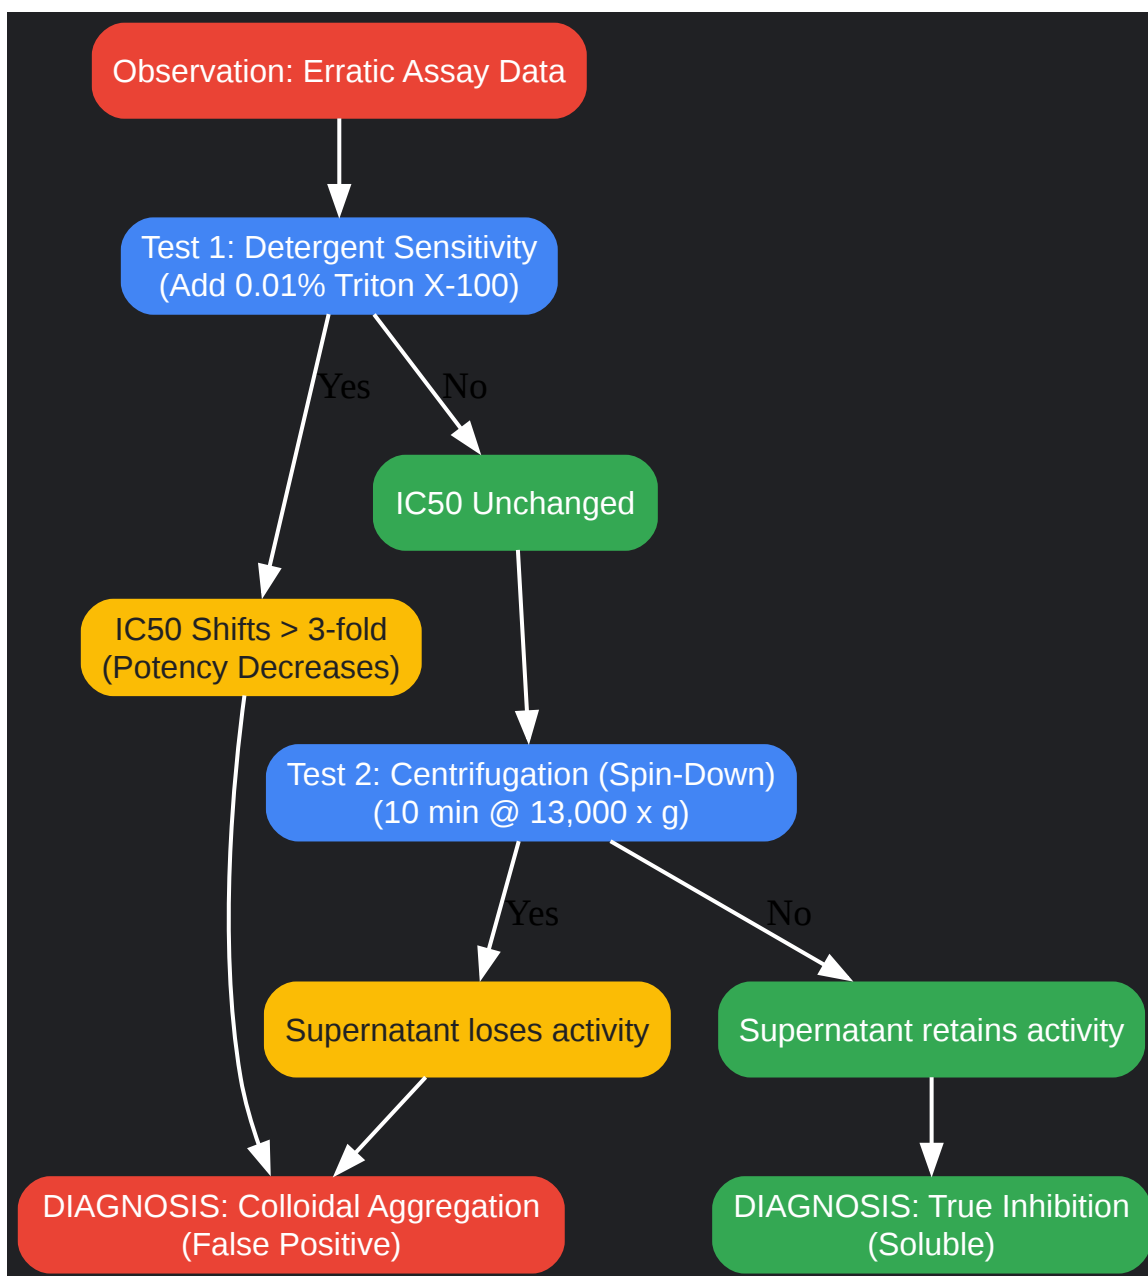 Observation: Erratic Assay Data
Test 1: Detergent Sensitivity
(Add 0.01% Triton X-100)
Yes
No
IC50 Unchanged
IC50 Shifts > 3-fold
(Potency Decreases)
Test 2: Centrifugation (Spin-Down)
(10 min @ 13,000 x g)
Yes
No
Supernatant loses activity
Supernatant retains activity
DIAGNOSIS: Colloidal Aggregation
(False Positive)
DIAGNOSIS: True Inhibition
(Soluble)